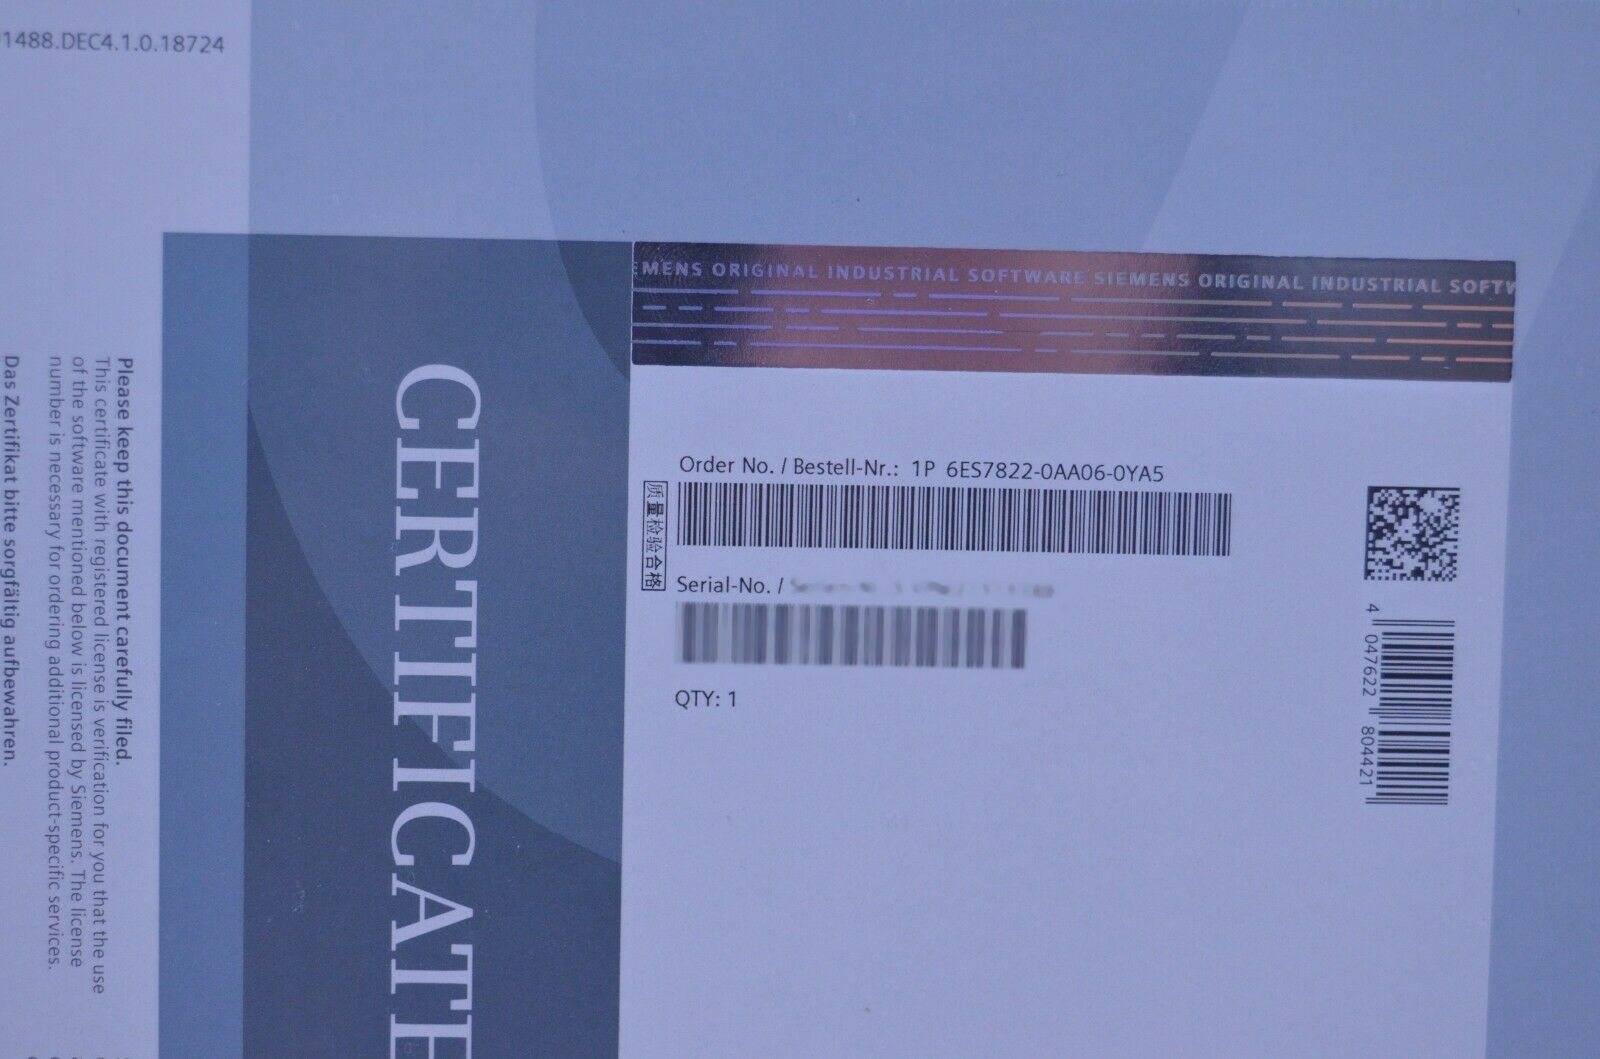 1488.DEC4.1.0.18724
EMENS ORIGINAL INDUSTRIAL SOFTWARE SIEMENS ORIGINAL INDUSTRIAL SOFTW
Order No. / Bestell-Nr.: 1P 6ES7822-0AA06-0YA5
质量检验合格
Serial-No. /
QTY: 1
4 047622 804421
CERTIFICATE
Please keep this document carefully filed.
This certificate with registered license is verification for you that the use
of the software mentioned below is licensed by Siemens. The license
number is necessary for ordering additional product-specific services.
Das Zertifikat bitte sorgfältig aufbewahren.